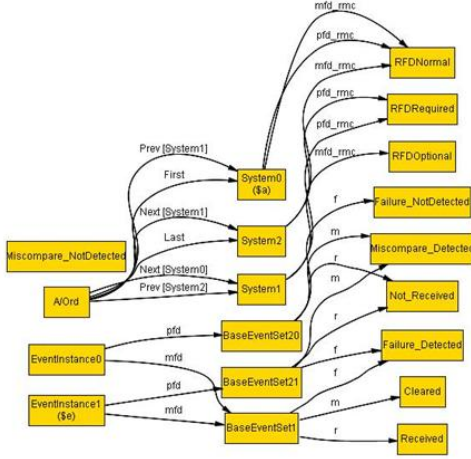 mfd_rmc
pfd_rmc
RFDNormal
mfd_rmc
pfd_rmc
RFDRequired
pfd_rmc
mfd_rmc
RFDOptional
Prev [System1]
First
System0
($a)
f
Failure_NotDetected
Next [System1]
Last
System2
m
Miscompare_NotDetected
Miscompare_Detected
Next [System0]
Prev [System2]
System1
r
m
A/Ord
Not_Received
r
pfd
BaseEventSet20
EventInstance0
mfd
f
Failure_Detected
f
pfd
BaseEventSet21
m
Cleared
EventInstance1
($e)
mfd
BaseEventSet1
r
Received